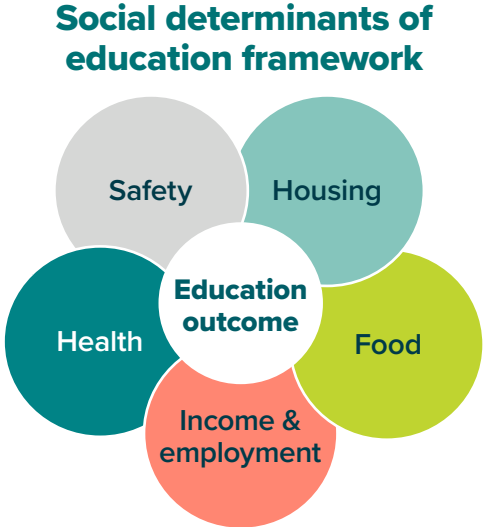 Social determinants of
education framework
Safety
Housing
Education
outcome
Health
Food
Income &
employment